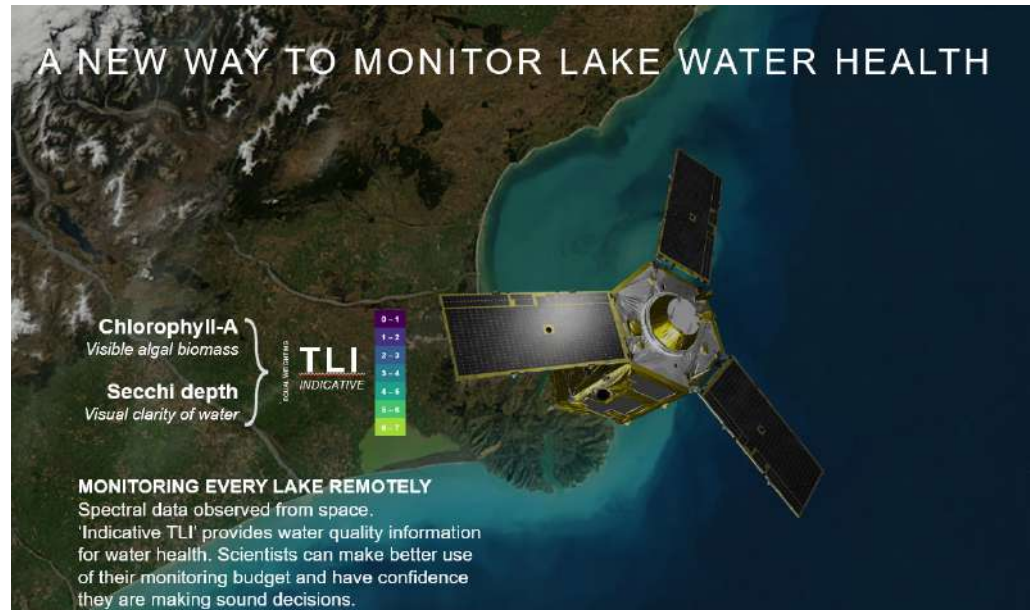 A NEW WAY TO MONITOR LAKE WATER HEALTH
Chlorophyll-A
Visible algal biomass
Secchi depth
Visual clarity of water
EQUAL WEIGHTING
TLI
INDICATIVE
0 – 1
1 – 2
2 – 3
3 – 4
4 – 5
5 – 6
6 – 7
MONITORING EVERY LAKE REMOTELY
Spectral data observed from space.
'Indicative TLI' provides water quality information
for water health. Scientists can make better use
of their monitoring budget and have confidence
they are making sound decisions.